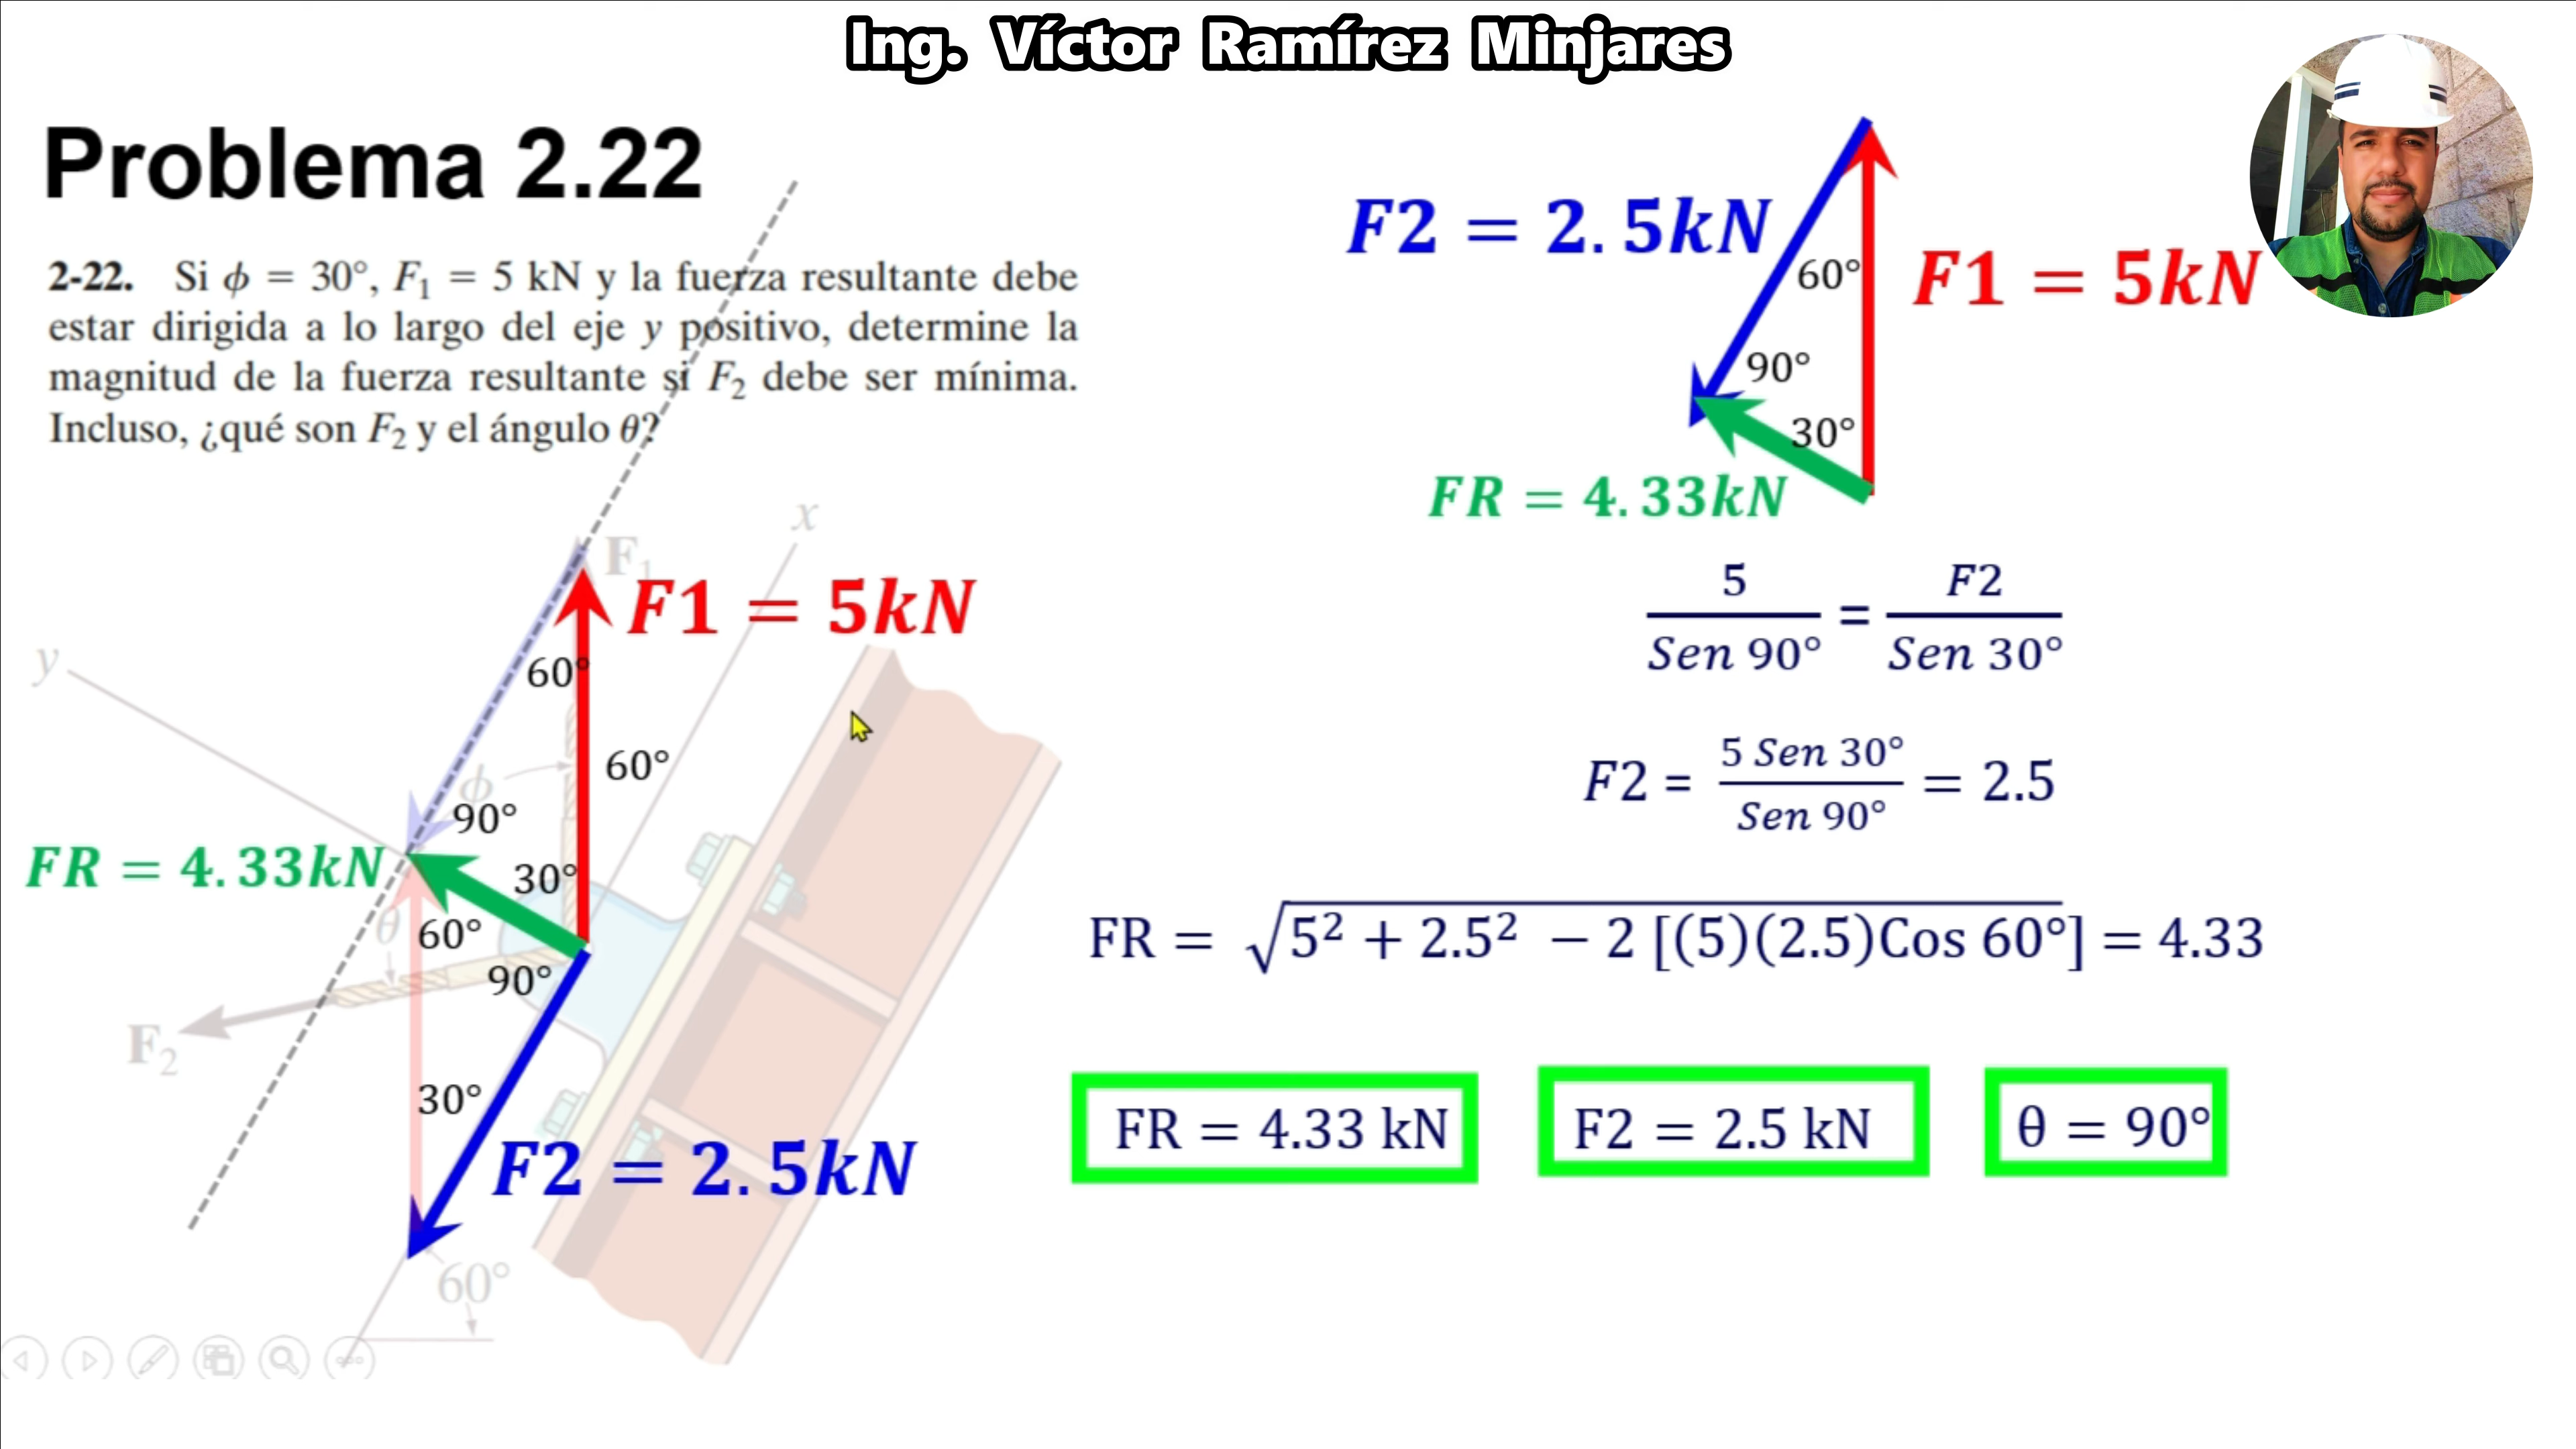 Ing. Víctor Ramírez Minjares
Problema 2.22
2-22. Si ϕ = 30°, F₁ = 5 kN y la fuerza resultante debe
estar dirigida a lo largo del eje y positivo, determine la
magnitud de la fuerza resultante si F₂ debe ser mínima.
Incluso, ¿qué son F₂ y el ángulo θ?
F2 = 2.5kN
60°
F1 = 5kN
90°
30°
FR = 4.33kN
x
F₁
F1 = 5kN
y
60°
60°
ϕ
90°
FR = 4.33kN
30°
θ
60°
90°
F₂
30°
F2 = 2.5kN
60°
5 / Sen 90° = F2 / Sen 30°
F2 = 5 Sen 30° / Sen 90° = 2.5
FR = √5² + 2.5² − 2 [(5)(2.5)Cos 60°] = 4.33
FR = 4.33 kN
F2 = 2.5 kN
θ = 90°